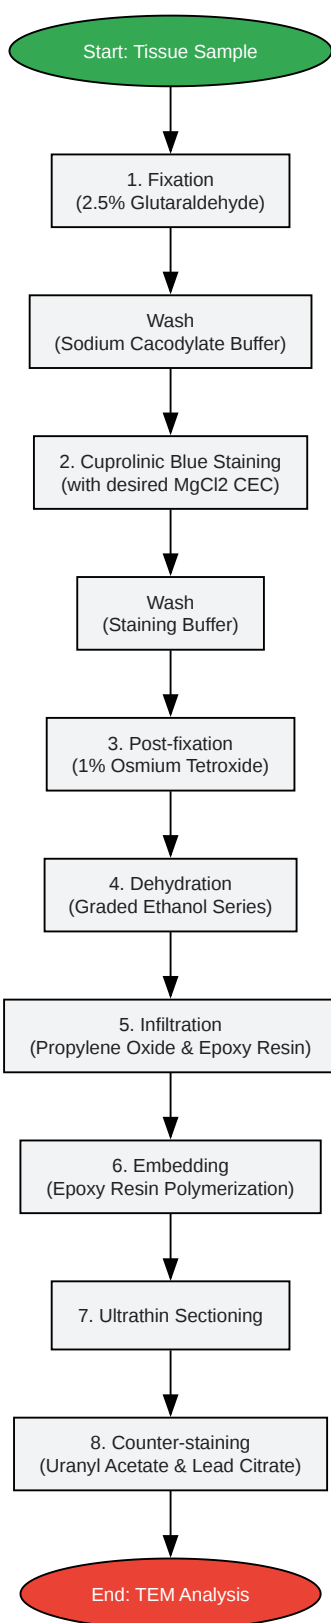 Start: Tissue Sample
1. Fixation
(2.5% Glutaraldehyde)
Wash
(Sodium Cacodylate Buffer)
2. Cuprolinic Blue Staining
(with desired MgCl2 CEC)
Wash
(Staining Buffer)
3. Post-fixation
(1% Osmium Tetroxide)
4. Dehydration
(Graded Ethanol Series)
5. Infiltration
(Propylene Oxide & Epoxy Resin)
6. Embedding
(Epoxy Resin Polymerization)
7. Ultrathin Sectioning
8. Counter-staining
(Uranyl Acetate & Lead Citrate)
End: TEM Analysis